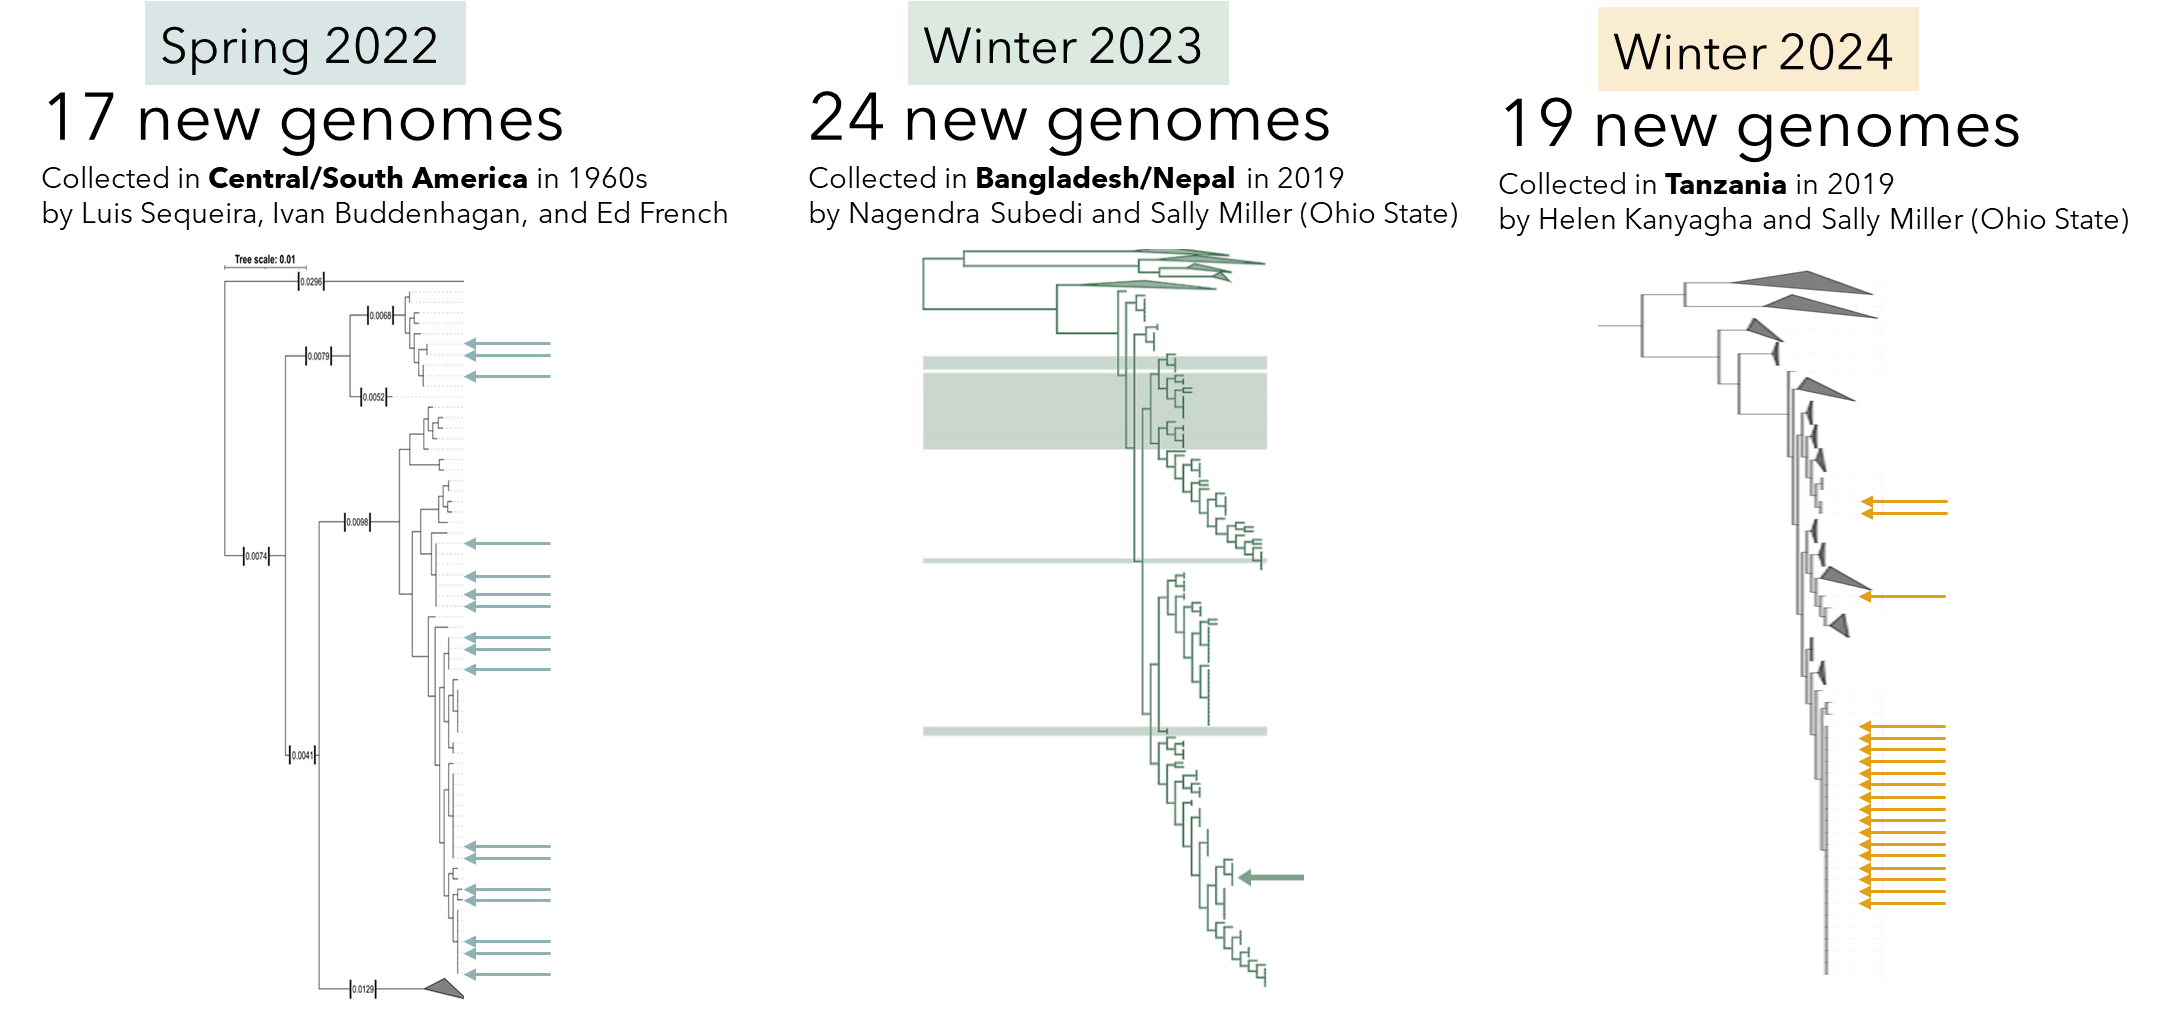 Spring 2022
17 new genomes
Collected in Central/South America in 1960s
by Luis Sequeira, Ivan Buddenhagan, and Ed French
Tree scale: 0.01
0.0296
0.0068
0.0079
0.0052
0.0098
0.0074
0.0041
0.0129
Winter 2023
24 new genomes
Collected in Bangladesh/Nepal in 2019
by Nagendra Subedi and Sally Miller (Ohio State)
Winter 2024
19 new genomes
Collected in Tanzania in 2019
by Helen Kanyagha and Sally Miller (Ohio State)